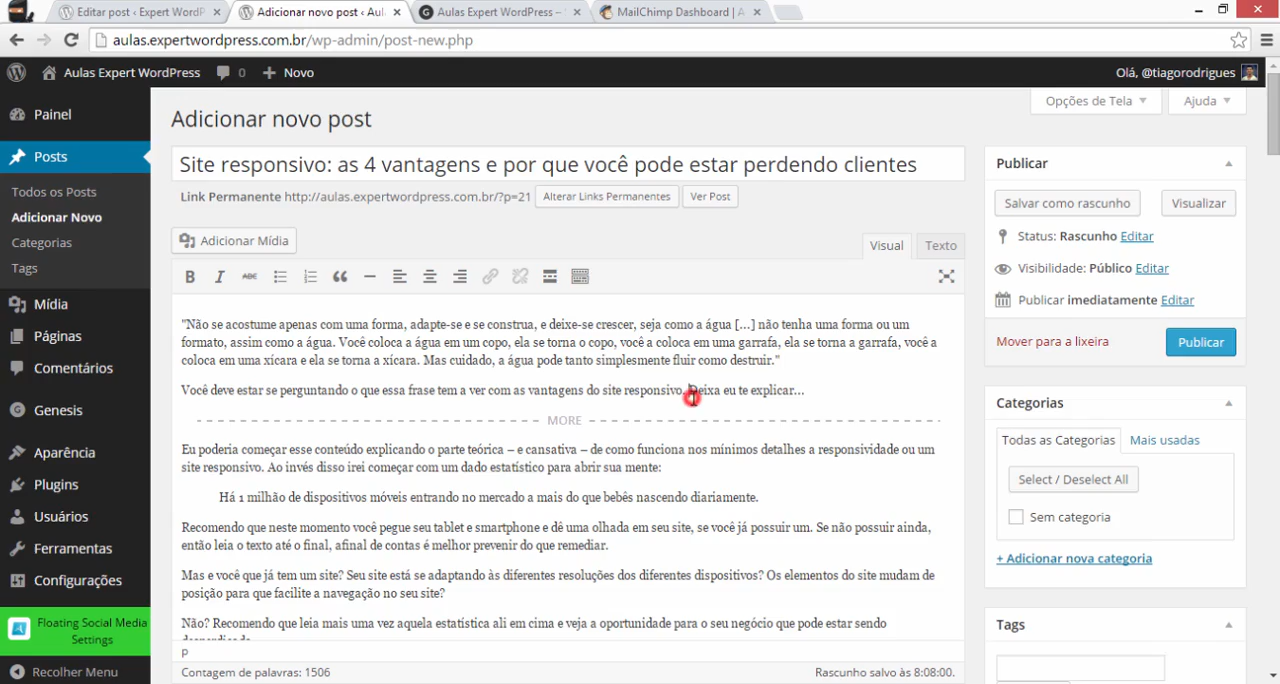 Editar post ‹ Expert WordP
Adicionar novo post ‹ Aul
Aulas Expert WordPress –
MailChimp Dashboard | A
aulas.expertwordpress.com.br/wp-admin/post-new.php
Aulas Expert WordPress 0 Novo
Olá, @tiagorodrigues
Painel
Posts
Todos os Posts
Adicionar Novo
Categorias
Tags
Mídia
Páginas
Comentários
Genesis
Aparência
Plugins
Usuários
Ferramentas
Configurações
Floating Social Media
Settings
Recolher Menu
Opções de Tela
Ajuda
Adicionar novo post
Site responsivo: as 4 vantagens e por que você pode estar perdendo clientes
Link Permanente http://aulas.expertwordpress.com.br/?p=21 Alterar Links Permanentes Ver Post
Adicionar Mídia
Visual Texto
B I ABC
"Não se acostume apenas com uma forma, adapte-se e se construa, e deixe-se crescer, seja como a água [...] não tenha uma forma ou um
formato, assim como a água. Você coloca a água em um copo, ela se torna o copo, você a coloca em uma garrafa, ela se torna a garrafa, você a
coloca em uma xícara e ela se torna a xícara. Mas cuidado, a água pode tanto simplesmente fluir como destruir."
Você deve estar se perguntando o que essa frase tem a ver com as vantagens do site responsivo. Deixa eu te explicar...
MORE
Eu poderia começar esse conteúdo explicando o parte teórica – e cansativa – de como funciona nos mínimos detalhes a responsividade ou um
site responsivo. Ao invés disso irei começar com um dado estatístico para abrir sua mente:
Há 1 milhão de dispositivos móveis entrando no mercado a mais do que bebês nascendo diariamente.
Recomendo que neste momento você pegue seu tablet e smartphone e dê uma olhada em seu site, se você já possuir um. Se não possuir ainda,
então leia o texto até o final, afinal de contas é melhor prevenir do que remediar.
Mas e você que já tem um site? Seu site está se adaptando às diferentes resoluções dos diferentes dispositivos? Os elementos do site mudam de
posição para que facilite a navegação no seu site?
Não? Recomendo que leia mais uma vez aquela estatística ali em cima e veja a oportunidade para o seu negócio que pode estar sendo
desperdiçada
p
Contagem de palavras: 1506
Rascunho salvo às 8:08:00.
Publicar
Salvar como rascunho Visualizar
Status: Rascunho Editar
Visibilidade: Público Editar
Publicar imediatamente Editar
Mover para a lixeira Publicar
Categorias
Todas as Categorias Mais usadas
Select / Deselect All
Sem categoria
+ Adicionar nova categoria
Tags